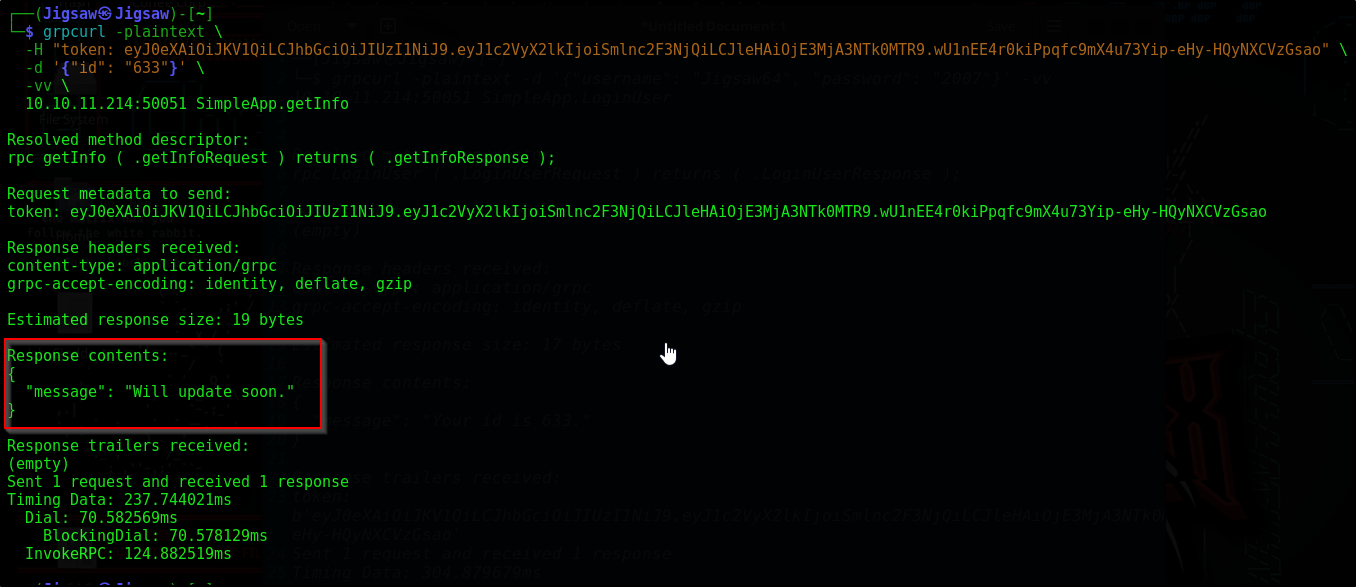 ┌──(Jigsaw㉿Jigsaw)-[~]
└─$ grpcurl -plaintext \
-H "token: eyJ0eXAiOiJKV1QiLCJhbGciOiJIUzI1NiJ9.eyJ1c2VyX2lkIjoiSmlnc2F3NjQiLCJleHAiOjE3MjA3NTk0MTR9.wU1nEE4r0kiPpqfc9mX4u73Yip-eHy-HQyNXCVzGsao" \
-d '{"id": "633"}' \
-vv \
10.10.11.214:50051 SimpleApp.getInfo
Resolved method descriptor:
rpc getInfo ( .getInfoRequest ) returns ( .getInfoResponse );
Request metadata to send:
token: eyJ0eXAiOiJKV1QiLCJhbGciOiJIUzI1NiJ9.eyJ1c2VyX2lkIjoiSmlnc2F3NjQiLCJleHAiOjE3MjA3NTk0MTR9.wU1nEE4r0kiPpqfc9mX4u73Yip-eHy-HQyNXCVzGsao
Response headers received:
content-type: application/grpc
grpc-accept-encoding: identity, deflate, gzip
Estimated response size: 19 bytes
Response contents:
{
"message": "Will update soon."
}
Response trailers received:
(empty)
Sent 1 request and received 1 response
Timing Data: 237.744021ms
Dial: 70.582569ms
BlockingDial: 70.578129ms
InvokeRPC: 124.882519ms